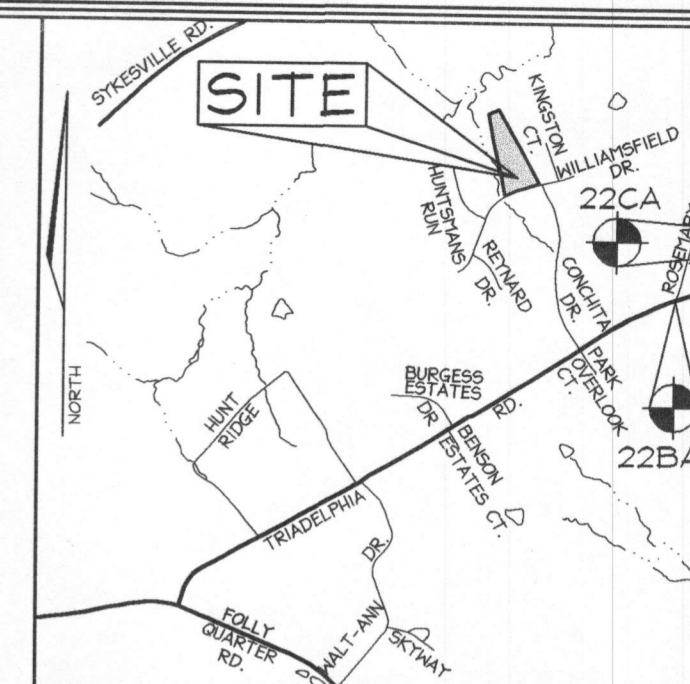 SYKESVILLE RD.
SITE
KINGSTON
CT.
WILLIAMSFIELD
DR.
HUNTSMANS
RUN
22CA
REYNARD
DR.
CONCHITA
DR.
NORTH
BURGESS
ESTATES
DR
PARK
OVERLOOK
CT.
HUNT
RIDGE
BENSON
ESTATES CT.
RD.
TRIADELPHIA
DR.
FOLLY
QUARTER
RD.
WALT-ANN
SKYWAY